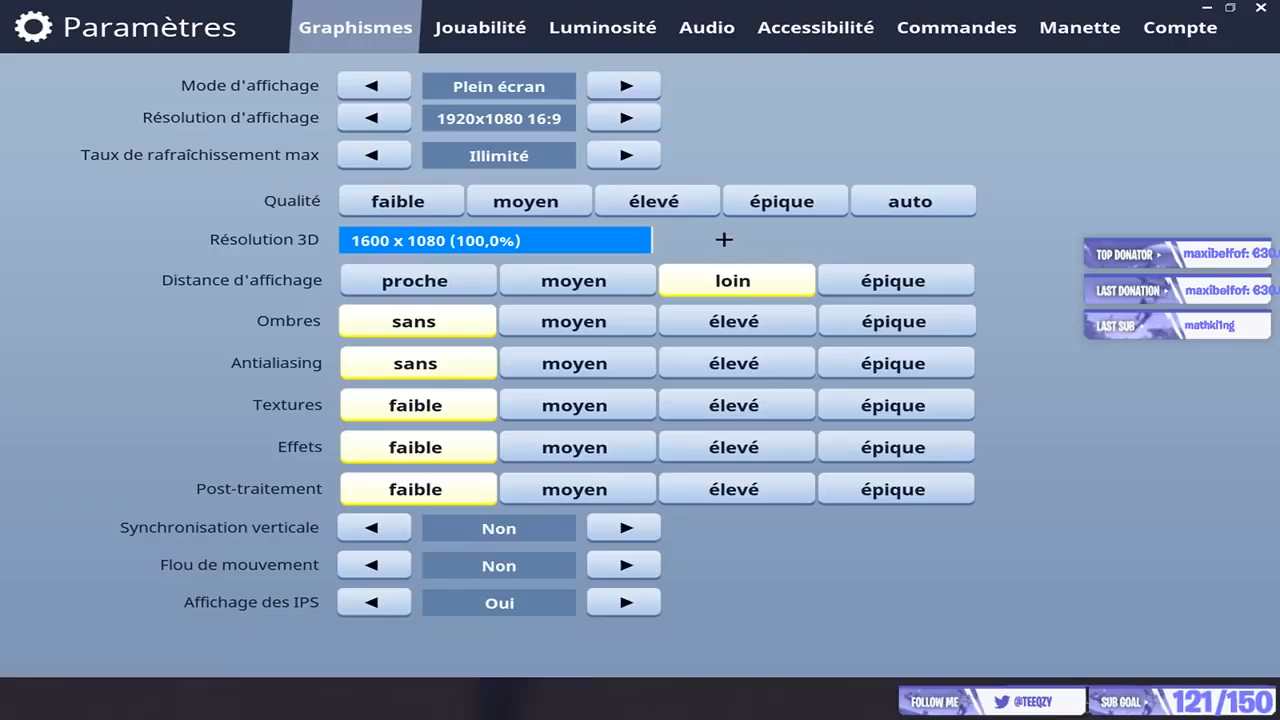 Paramètres Graphismes Jouabilité Luminosité Audio Accessibilité Commandes Manette Compte
Mode d'affichage ◄ Plein écran ►
Résolution d'affichage ◄ 1920x1080 16:9 ►
Taux de rafraîchissement max ◄ Illimité ►
Qualité faible moyen élevé épique auto
Résolution 3D 1600 x 1080 (100,0%)
TOP DONATOR maxibelfof: €30.
Distance d'affichage proche moyen loin épique
LAST DONATION maxibelfof: €30.
Ombres sans moyen élevé épique
LAST SUB mathki1ng
Antialiasing sans moyen élevé épique
Textures faible moyen élevé épique
Effets faible moyen élevé épique
Post-traitement faible moyen élevé épique
Synchronisation verticale ◄ Non ►
Flou de mouvement ◄ Non ►
Affichage des IPS ◄ Oui ►
FOLLOW ME @TEEQZY SUB GOAL 121/150